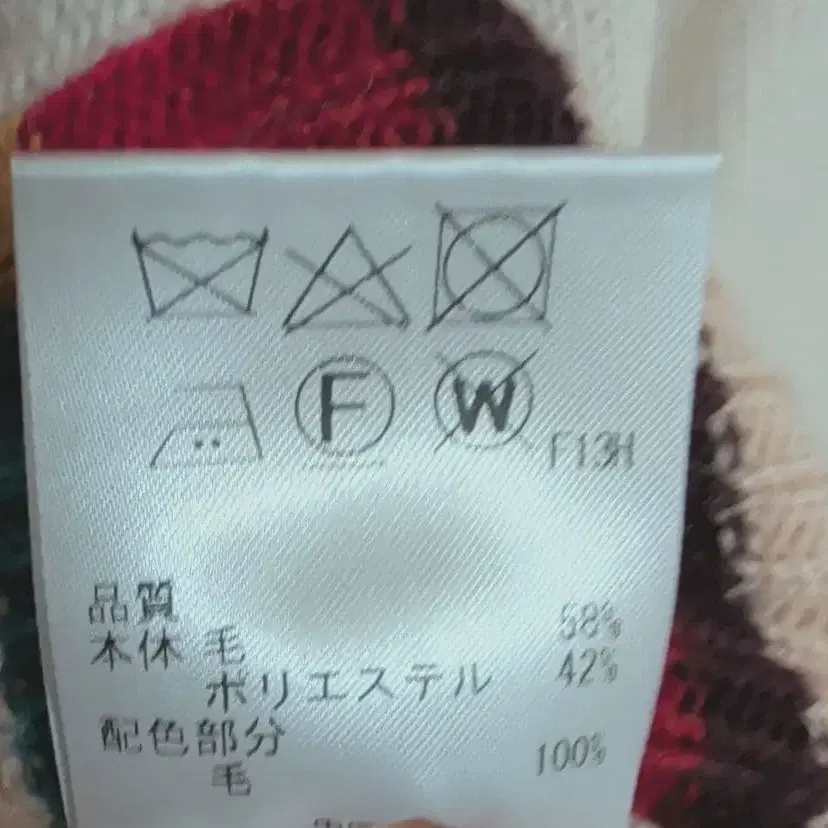 F
W
F13H
品質
本体 毛 58%
ポリエステル 42%
配色部分
毛 100%